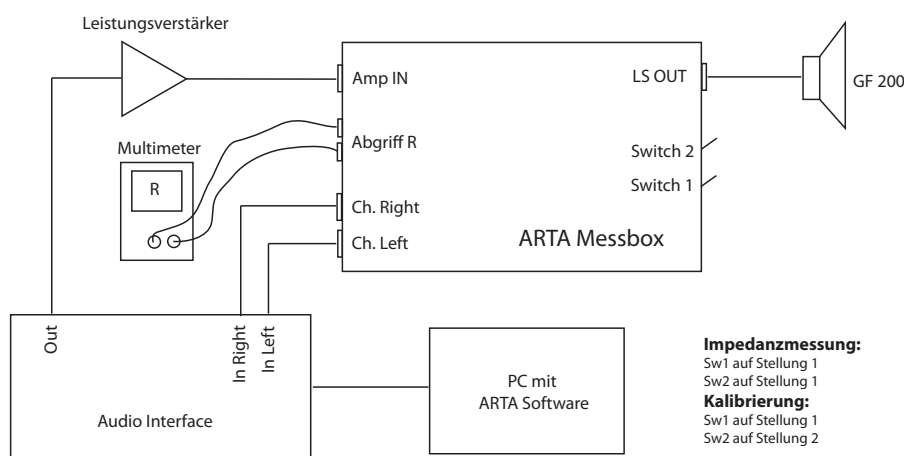 Leistungsverstärker
Amp IN
LS OUT
GF 200
Multimeter
R
Abgriff R
Switch 2
Switch 1
Ch. Right
Ch. Left
ARTA Messbox
Out
In Right
In Left
Audio Interface
PC mit
ARTA Software
Impedanzmessung:
Sw1 auf Stellung 1
Sw2 auf Stellung 1
Kalibrierung:
Sw1 auf Stellung 1
Sw2 auf Stellung 2